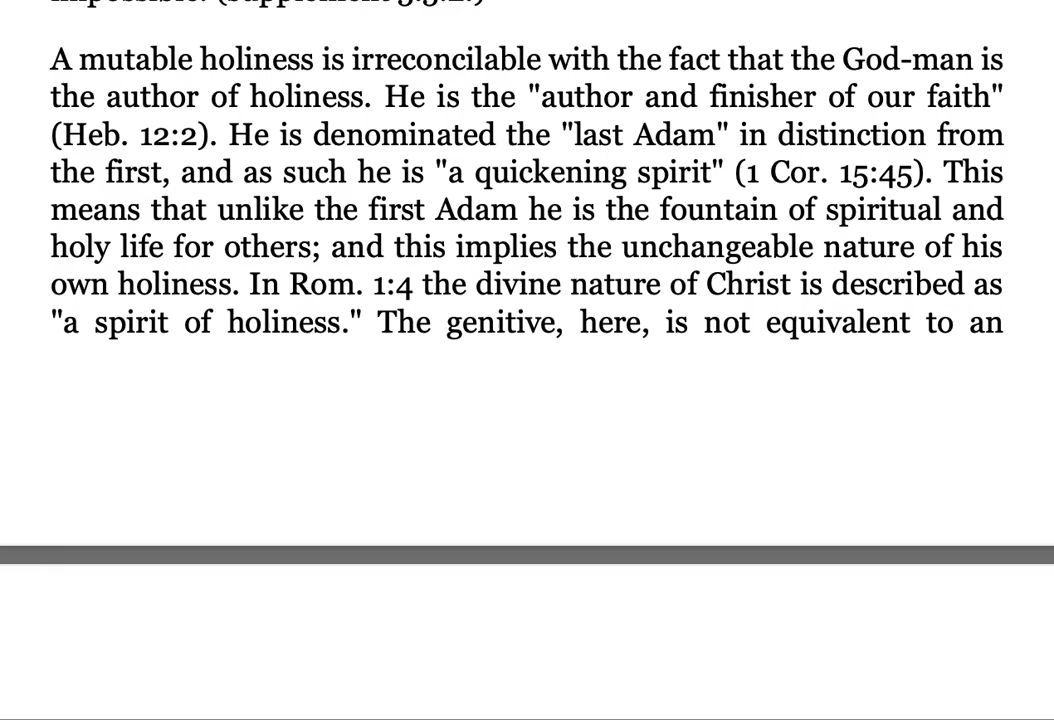 A mutable holiness is irreconcilable with the fact that the God-man is
the author of holiness. He is the "author and finisher of our faith"
(Heb. 12:2). He is denominated the "last Adam" in distinction from
the first, and as such he is "a quickening spirit" (1 Cor. 15:45). This
means that unlike the first Adam he is the fountain of spiritual and
holy life for others; and this implies the unchangeable nature of his
own holiness. In Rom. 1:4 the divine nature of Christ is described as
"a spirit of holiness." The genitive, here, is not equivalent to an